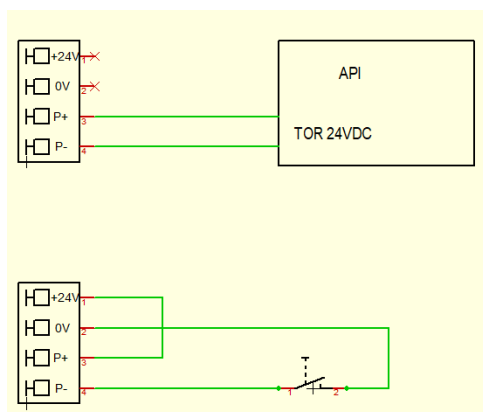 +24V 1
0V 2
P+ 3
P- 4
API
TOR 24VDC
+24V 1
0V 2
P+ 3
P- 4
1 2